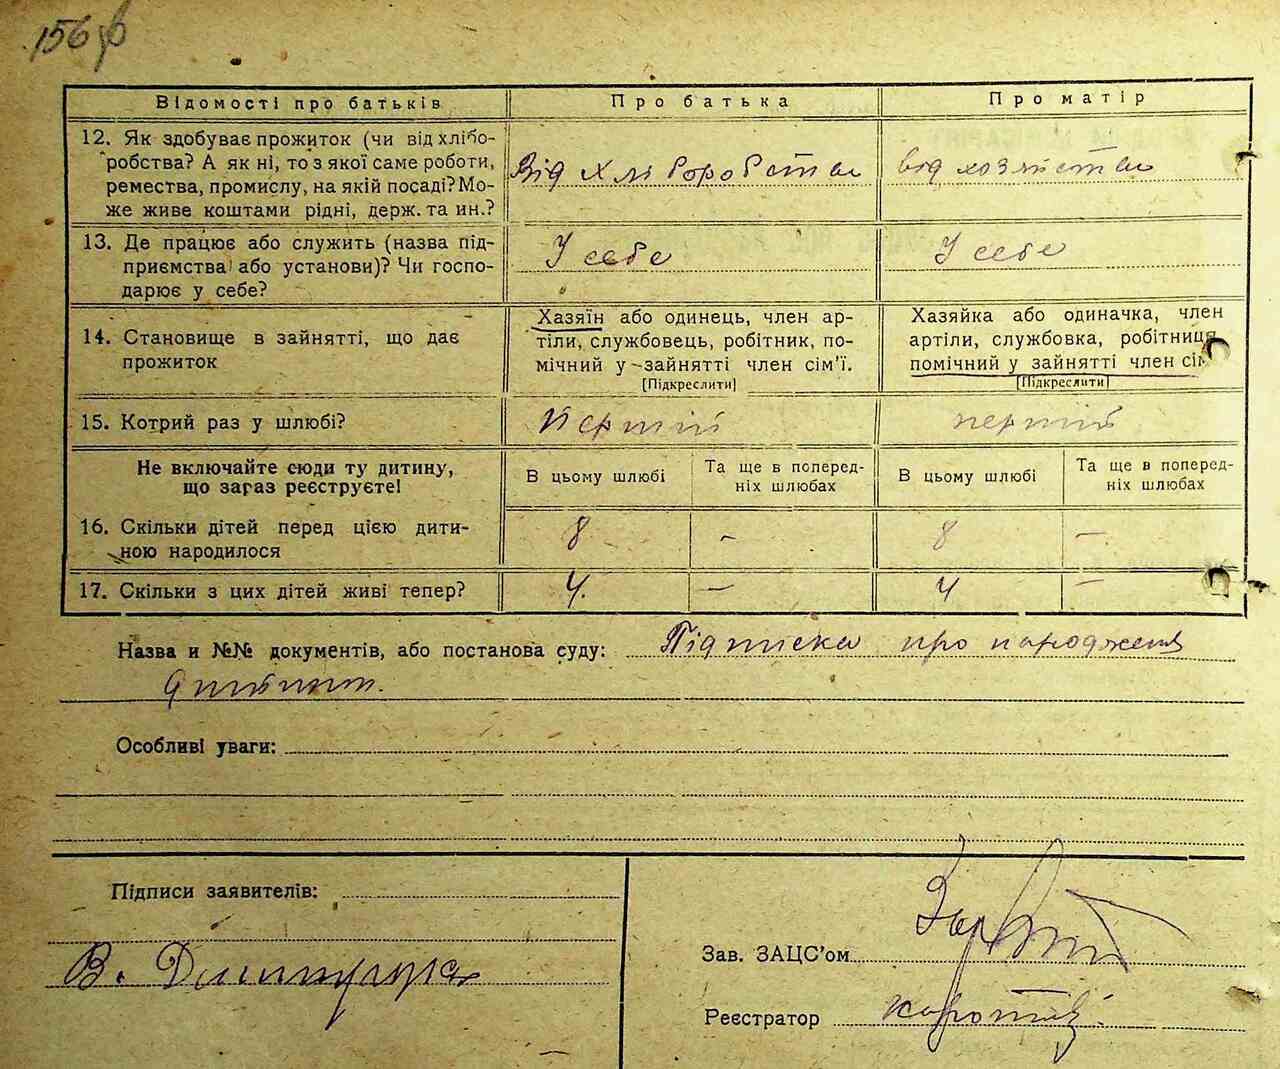 156
Відомості про батьків Про батька Про матір
12. Як здобуває прожиток (чи від хлібо-
робства? А як ні, то з якої саме роботи,
ремества, промислу, на якій посаді? Мо-
же живе коштами рідні, держ. та ин.?
Від хліборобства від хозяйства
13. Де працює або служить (назва під-
приємства або установи)? Чи госпо-
дарює у себе?
У себе У себе
14. Становище в зайнятті, що дає
прожиток
Хазяїн або одинець, член ар-
тіли, службовець, робітник, по-
мічний у зайнятті член сім'ї.
[Підкреслити]
Хазяйка або одиначка, член
артіли, службовка, робітниця
помічний у зайнятті член сім
[Підкреслити]
15. Котрий раз у шлюбі? Перший перший
Не включайте сюди ту дитину,
що зараз реєструєте!
В цьому шлюбі Та ще в поперед-
ніх шлюбах В цьому шлюбі Та ще в поперед-
ніх шлюбах
16. Скільки дітей перед цією дити-
ною народилося
8 - 8 -
17. Скільки з цих дітей живі тепер? 4. - 4 -
Назва и №№ документів, або постанова суду: Підписка про народження
дитини.
Особливі уваги:
Підписи заявителів:
В.
Зав. ЗАЦС'ом
Реєстратор